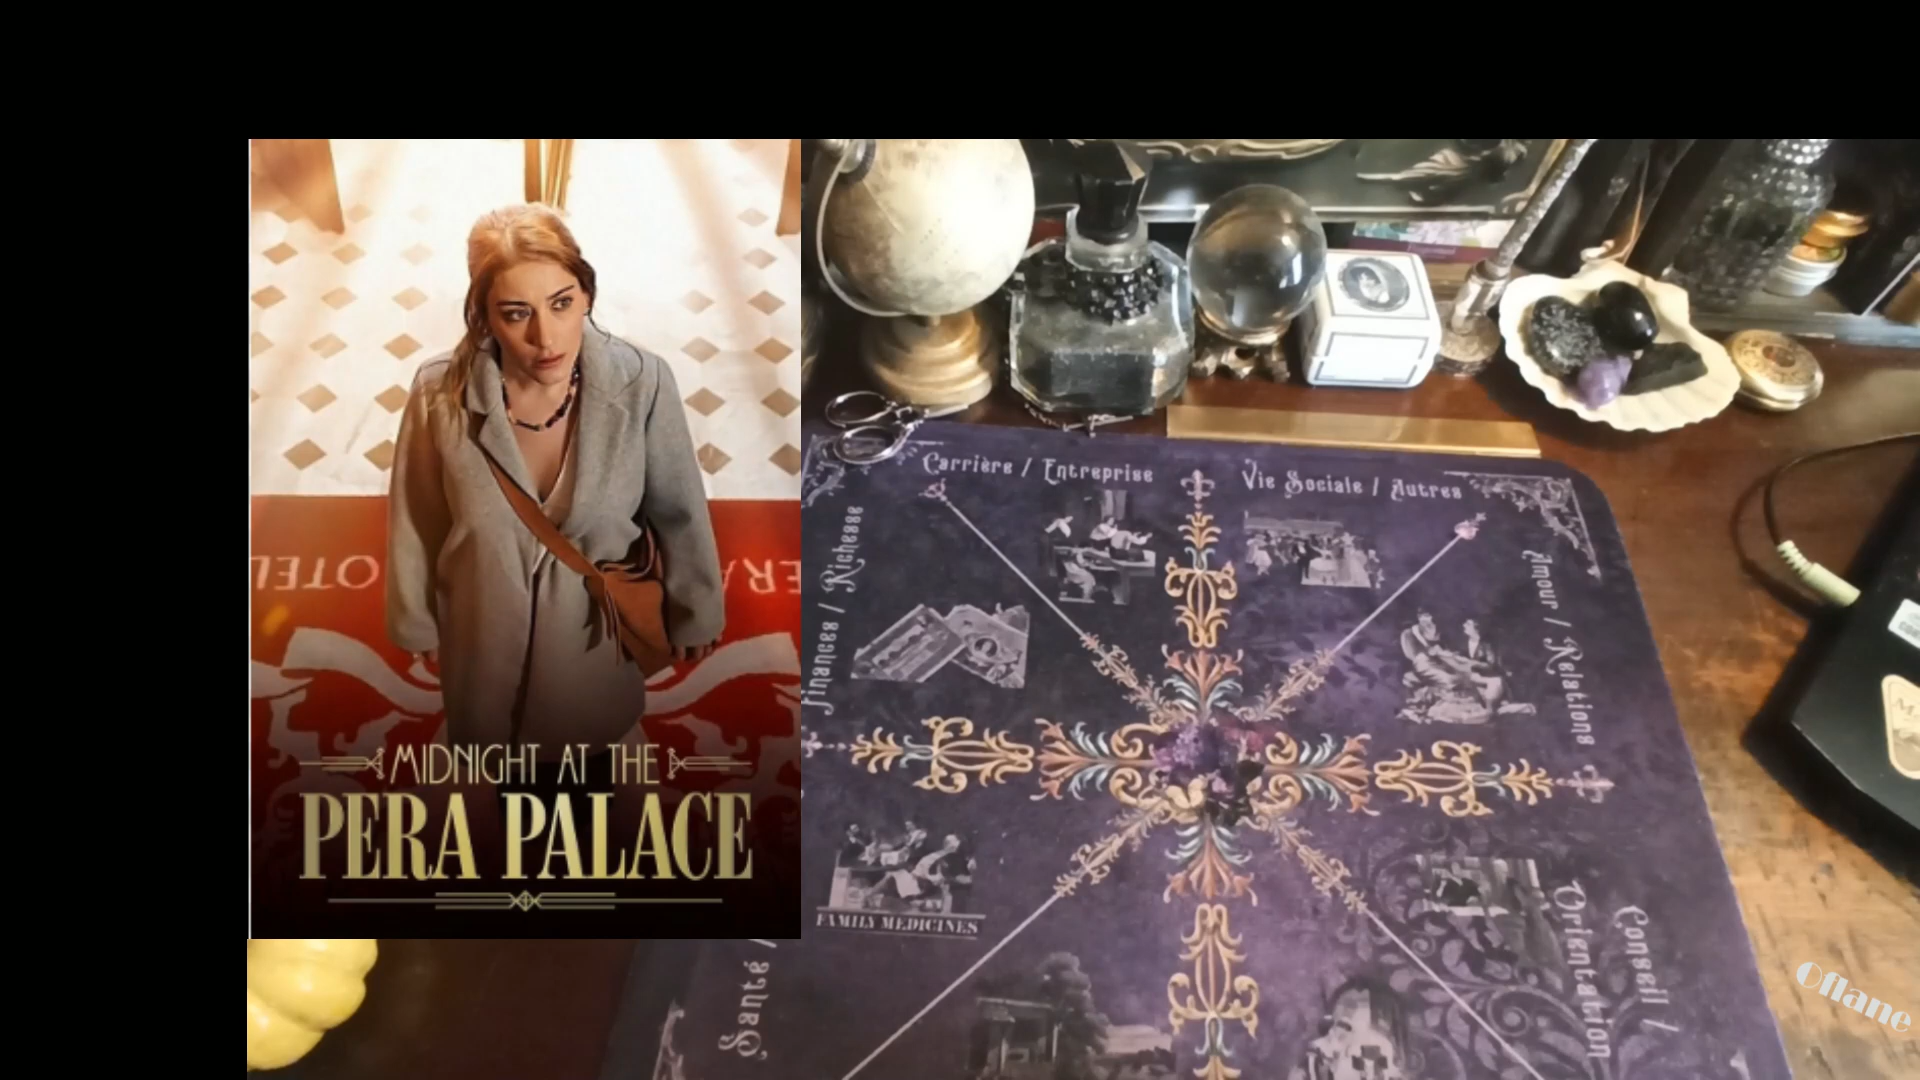 OTEL
ERA
MIDNIGHT AT THE
PERA PALACE
Carrière / Entreprise
Vie Sociale / Autres
Finances / Richesse
Amour / Relations
FAMILY MEDICINES
Santé /
Conseil /
Orientation
Oflane